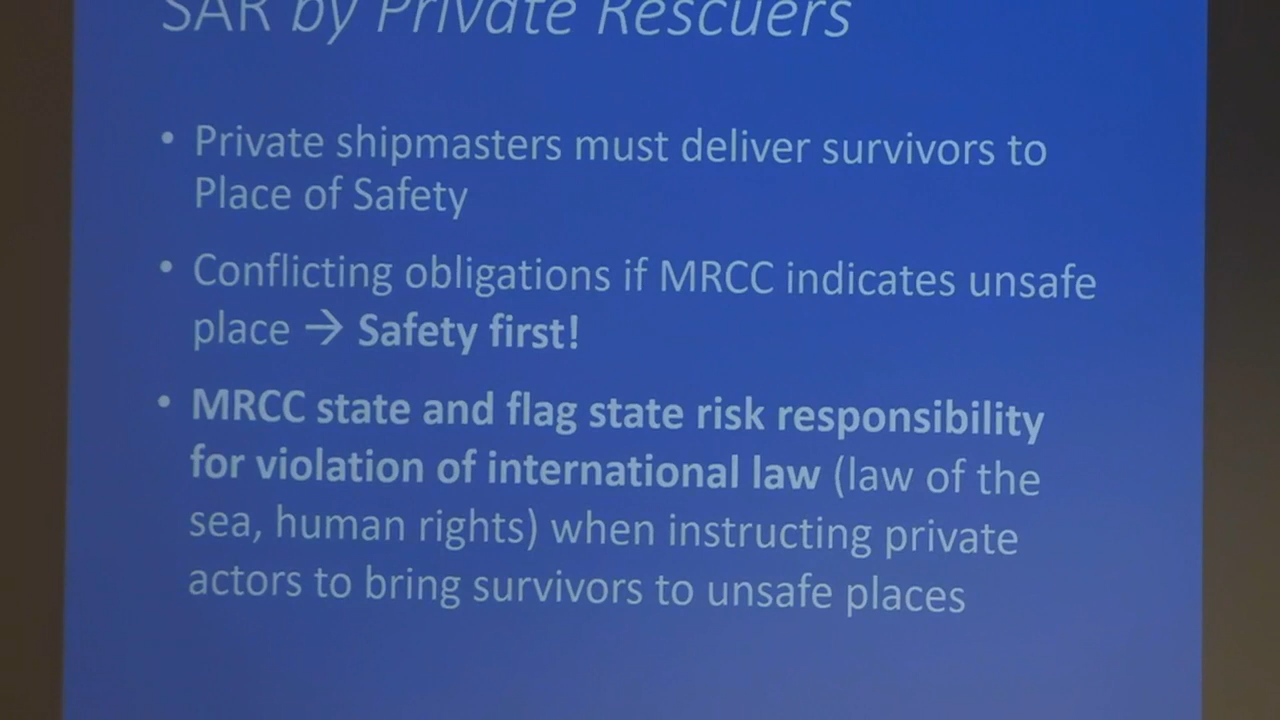 SAR by Private Rescuers
• Private shipmasters must deliver survivors to
Place of Safety
• Conflicting obligations if MRCC indicates unsafe
place → Safety first!
• MRCC state and flag state risk responsibility
for violation of international law (law of the
sea, human rights) when instructing private
actors to bring survivors to unsafe places